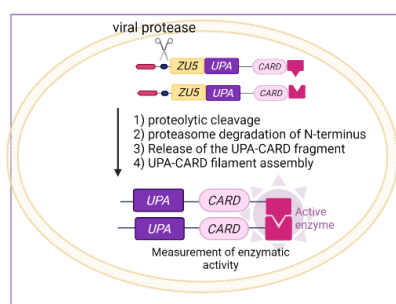 viral protease
ZU5 UPA CARD
ZU5 UPA CARD
1) proteolytic cleavage
2) proteasome degradation of N-terminus
3) Release of the UPA-CARD fragment
4) UPA-CARD filament assembly
UPA CARD
Active
enzyme
UPA CARD
Measurement of enzymatic
activity